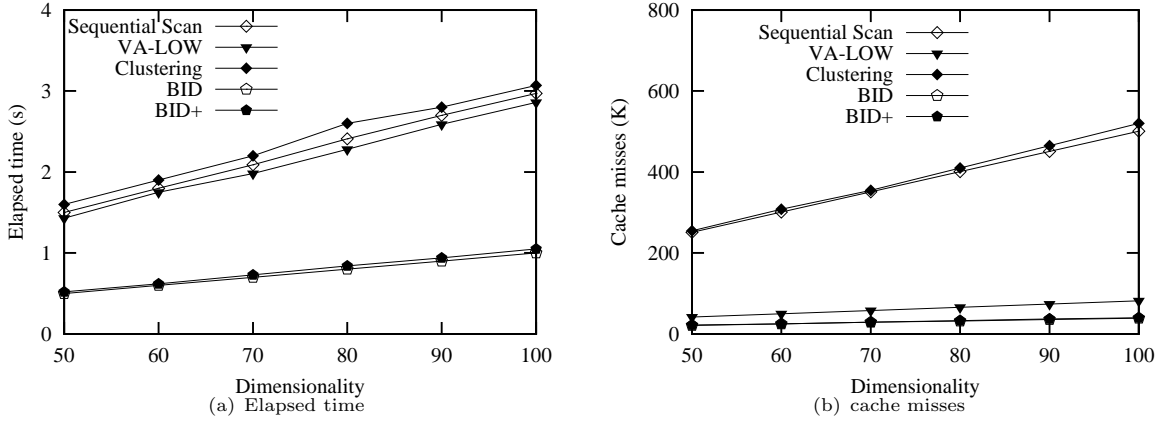 Elapsed time (s)
4
3
2
1
0
Sequential Scan
VA-LOW
Clustering
BID
BID+
50 60 70 80 90 100
Dimensionality
(a) Elapsed time
Cache misses (K)
800
600
400
200
0
Sequential Scan
VA-LOW
Clustering
BID
BID+
50 60 70 80 90 100
Dimensionality
(b) cache misses